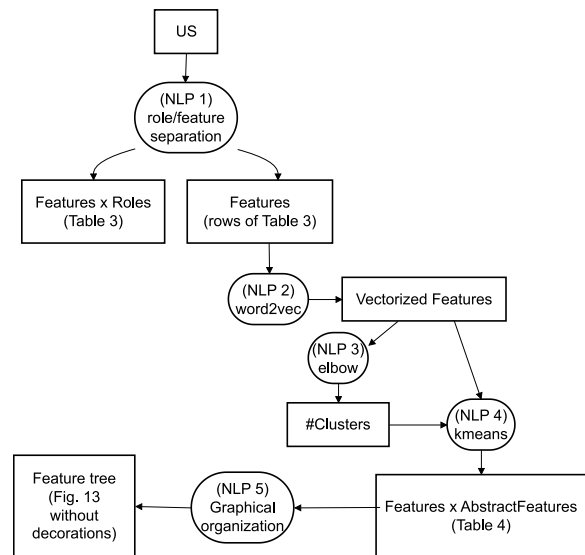 US
(NLP 1)
role/feature
separation
Features x Roles
(Table 3)
Features
(rows of Table 3)
(NLP 2)
word2vec
Vectorized Features
(NLP 3)
elbow
#Clusters
(NLP 4)
kmeans
Feature tree
(Fig. 13
without
decorations)
(NLP 5)
Graphical
organization
Features x AbstractFeatures
(Table 4)